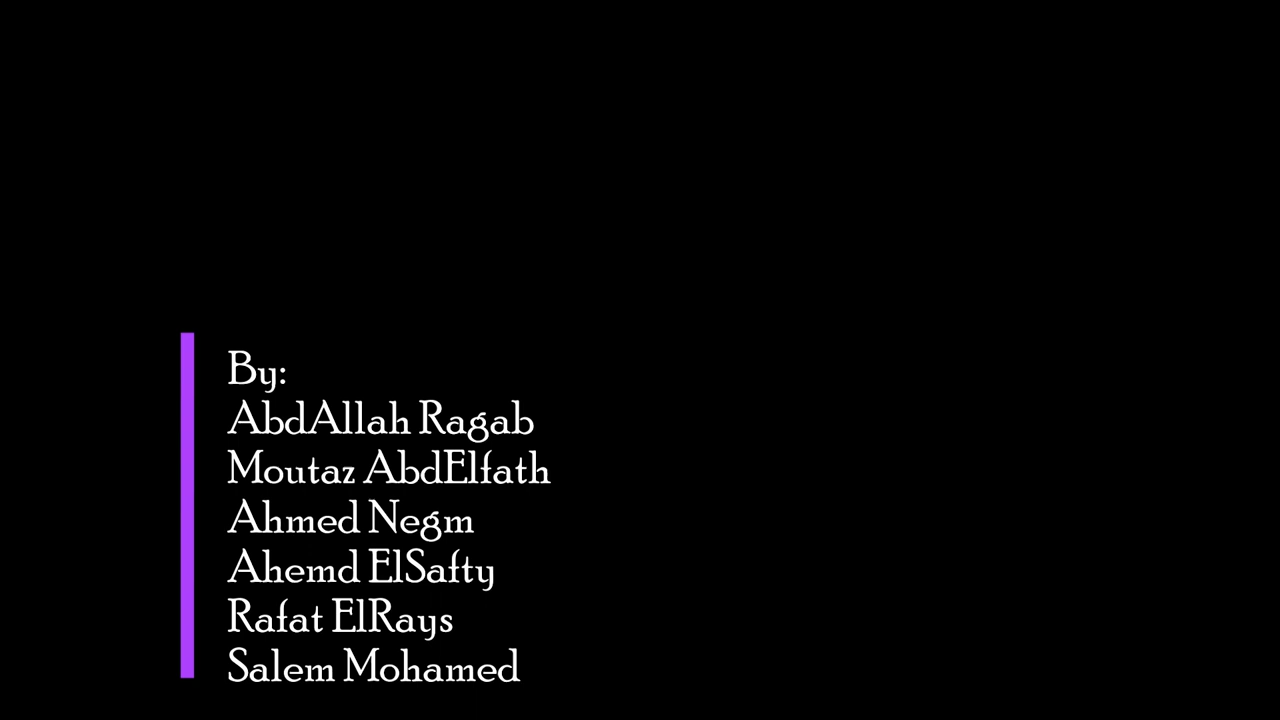 By:
AbdAllah Ragab
Moutaz AbdElfath
Ahmed Negm
Ahemd ElSafty
Rafat ElRays
Salem Mohamed